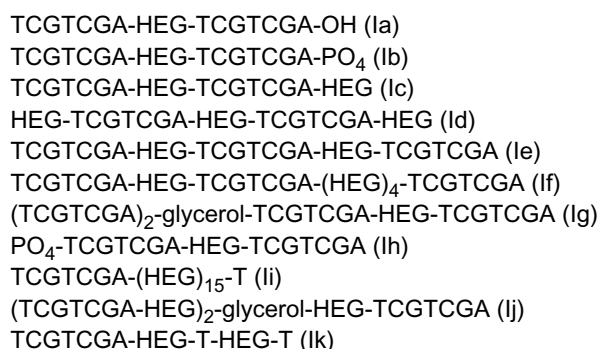 TCGTCGA-HEG-TCGTCGA-OH (Ia)
TCGTCGA-HEG-TCGTCGA-PO₄ (Ib)
TCGTCGA-HEG-TCGTCGA-HEG (Ic)
HEG-TCGTCGA-HEG-TCGTCGA-HEG (Id)
TCGTCGA-HEG-TCGTCGA-HEG-TCGTCGA (Ie)
TCGTCGA-HEG-TCGTCGA-(HEG)₄-TCGTCGA (If)
(TCGTCGA)₂-glycerol-TCGTCGA-HEG-TCGTCGA (Ig)
PO₄-TCGTCGA-HEG-TCGTCGA (Ih)
TCGTCGA-(HEG)₁₅-T (Ii)
(TCGTCGA-HEG)₂-glycerol-HEG-TCGTCGA (Ij)
TCGTCGA-HEG-T-HEG-T (Ik)